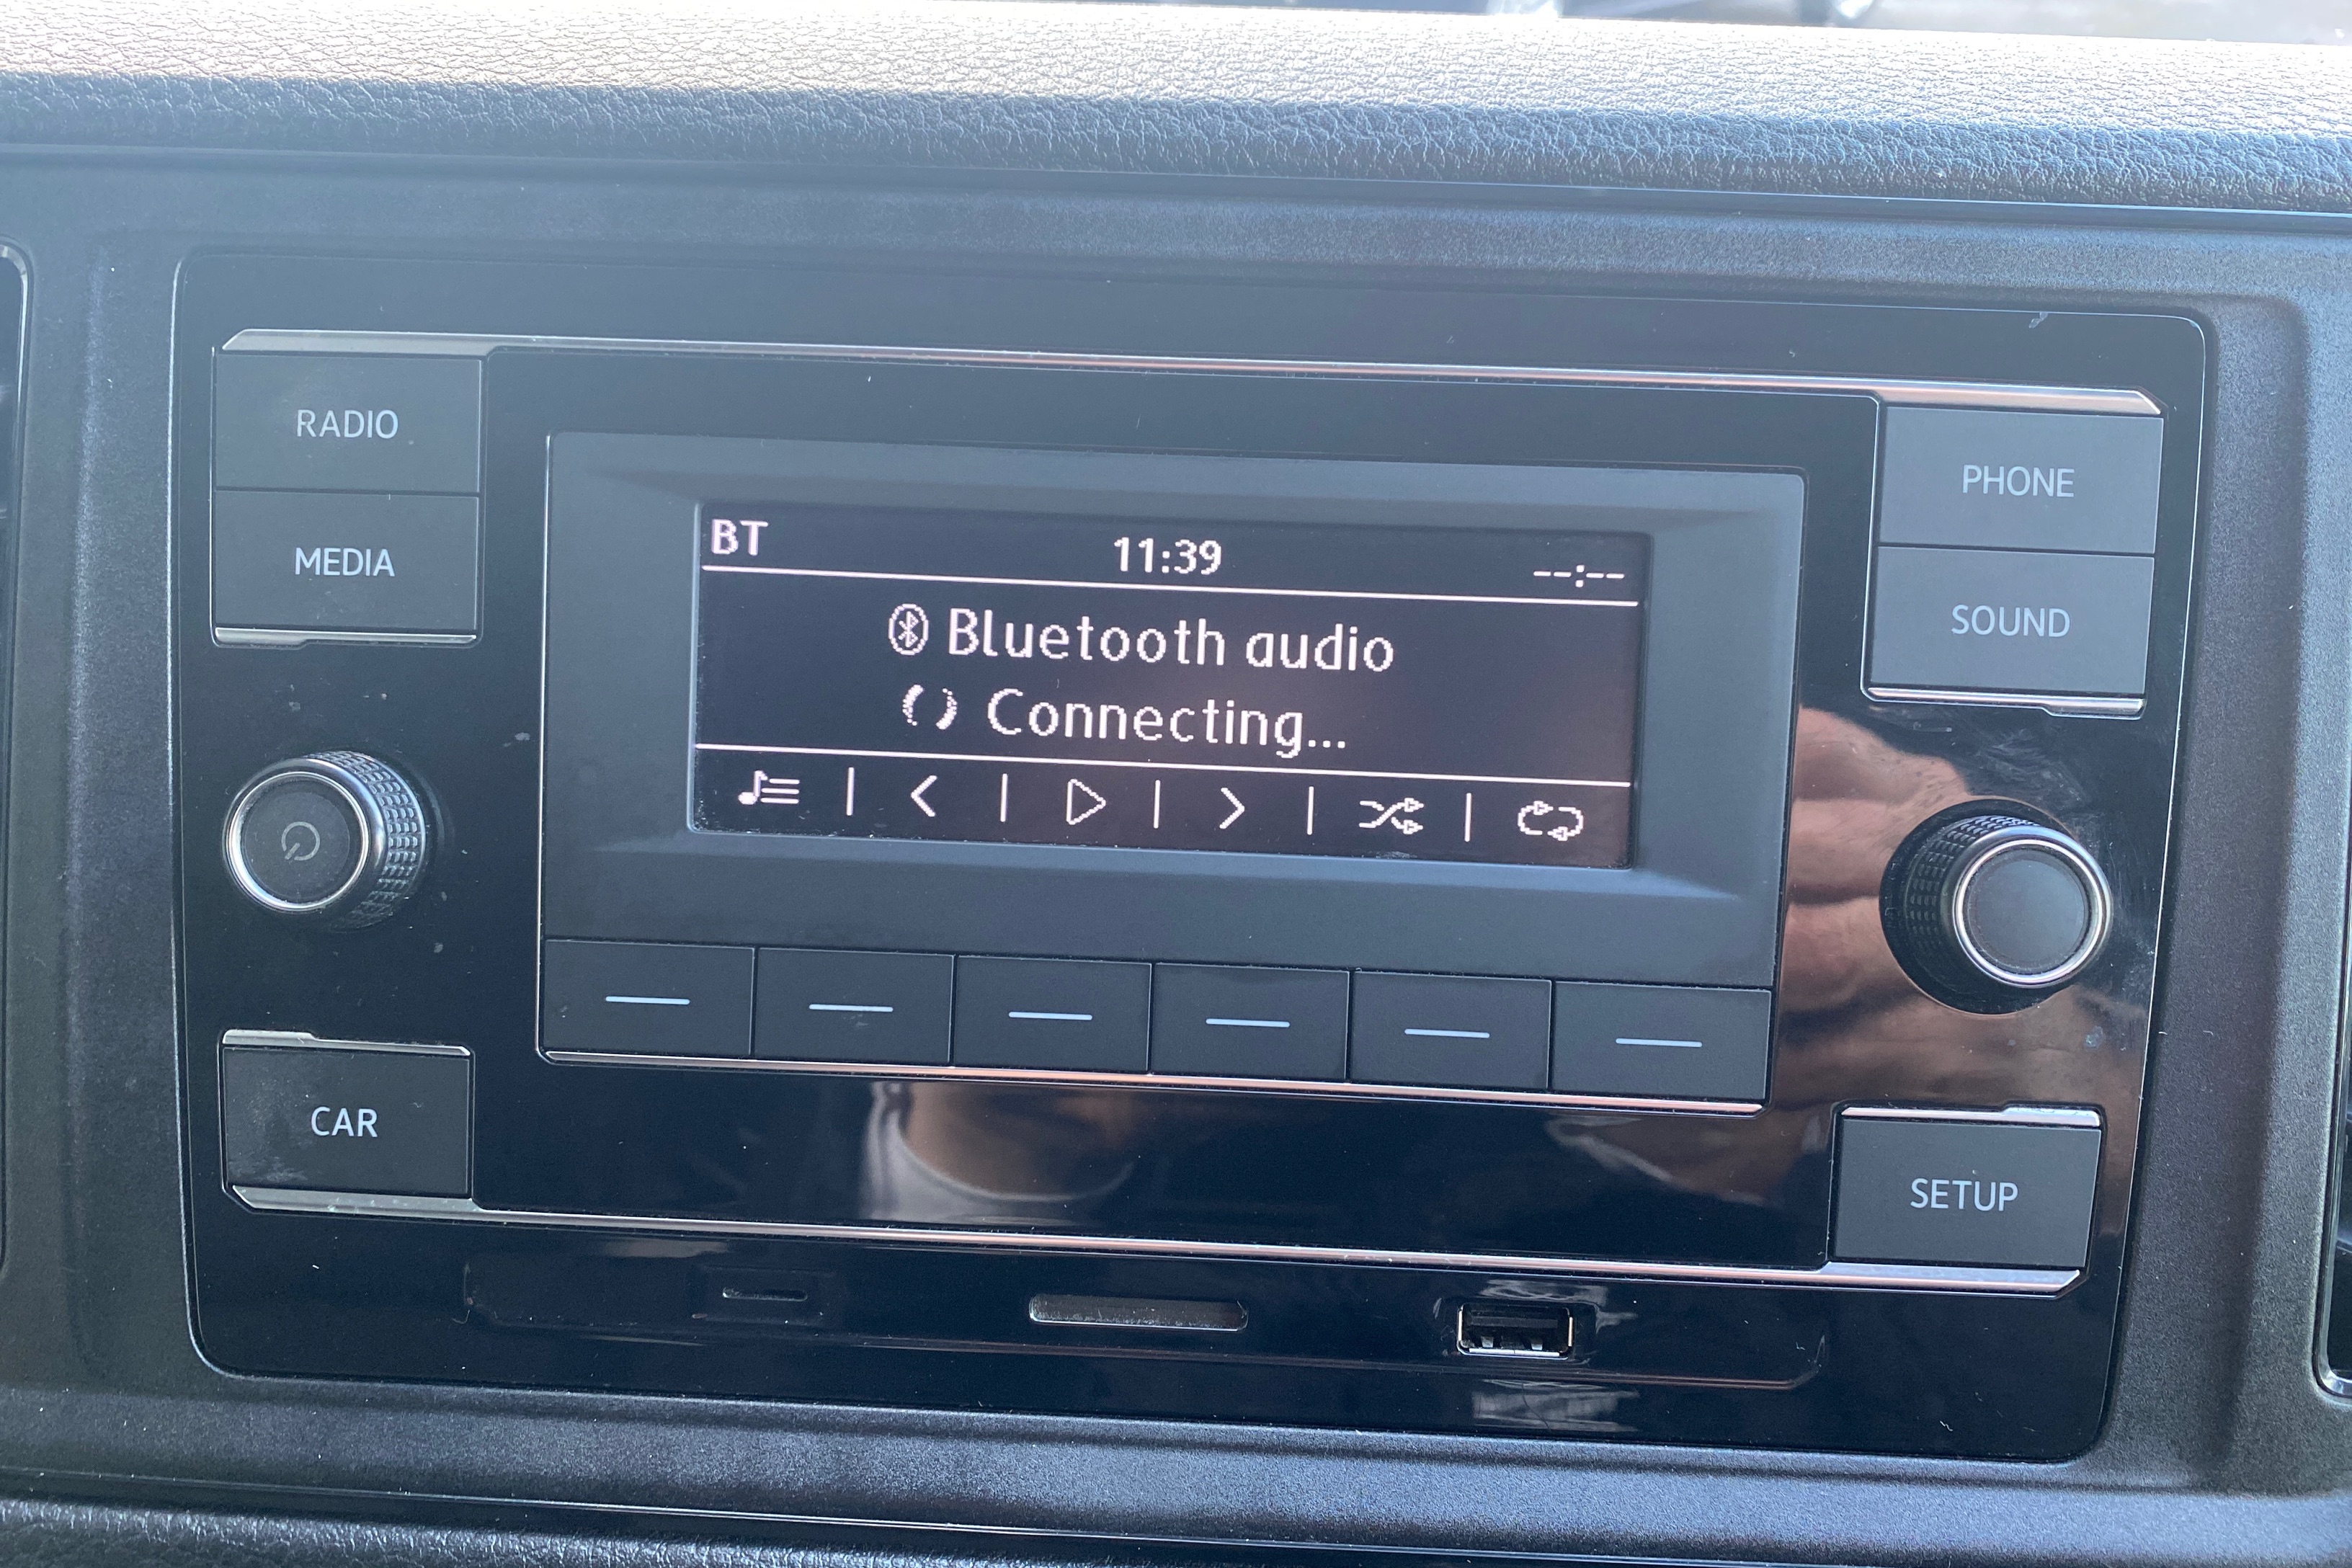 RADIO
MEDIA
BT
11:39
--:--
Bluetooth audio
Connecting...
PHONE
SOUND
CAR
SETUP